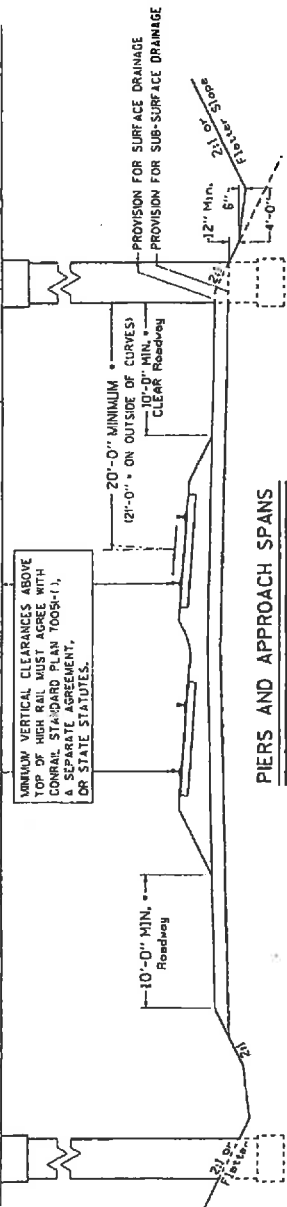 PROVISION FOR SURFACE DRAINAGE
PROVISION FOR SUB-SURFACE DRAINAGE
MINIMUM VERTICAL CLEARANCES ABOVE
TOP OF HIGH RAIL MUST AGREE WITH
CONRAIL STANDARD PLAN 70051-( ),
A SEPARATE AGREEMENT,
OR STATE STATUTES.
20'-0" MINIMUM *
(21'-0" * ON OUTSIDE OF CURVES)
10'-0" MIN. *
CLEAR Roadway
10'-0" MIN. *
Roadway
2:1 or
Flatter Slope
12" Min.
6"
4'-0"
2:1
2:1
2:1 or
Flatter
PIERS AND APPROACH SPANS